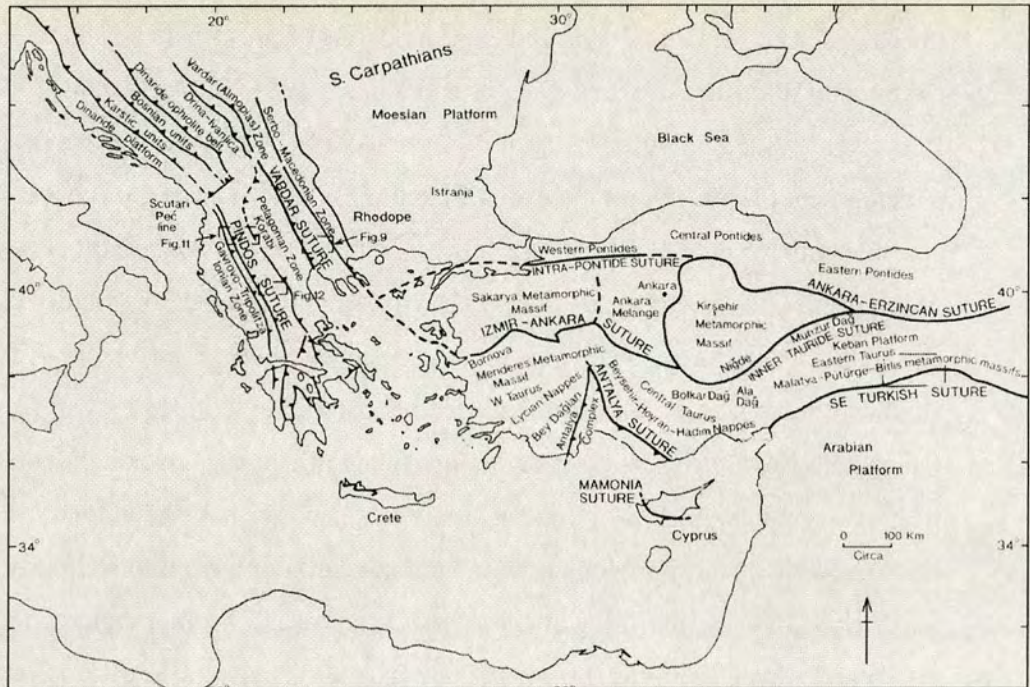 20°
30°
S. Carpathians
Moesian Platform
Black Sea
Istranja
Rhodope
Vardar (Almopias) Zone
Drina-Ivanjica
Dinaride ophiolite belt
Bosnian units
Karstic units
Dinaride platform
Serbo-Macedonian Zone
VARDAR SUTURE
Scutari
Peć
line
Pelagonian Zone
Korabi
Fig.9
Fig.11
PINDOS SUTURE
Gavrovo-Tripolitza
Ionian Zone
Fig.12
Western Pontides
Central Pontides
INTRA-PONTIDE SUTURE
Eastern Pontides
40°
40°
ANKARA-ERZINCAN SUTURE
Sakarya Metamorphic
Massif
Ankara
Ankara
Melange
Kirşehir
Metamorphic
Massif
IZMIR-ANKARA SUTURE
Munzur Dağ
INNER TAURIDE SUTURE
Keban Platform
Niğde
Eastern Taurus
Bornova
Menderes Metamorphic
Massif
Malatya-Pütürge-Bitlis metamorphic massifs
W Taurus
Lycian Nappes
Bey Dağları
Antalya
Complex
ANTALYA SUTURE
Central Taurus
Beyşehir-Hoyran-Hadim Nappes
Bolkar Dağ
Ala
Dağ
SE TURKISH SUTURE
Arabian
Platform
MAMONIA
SUTURE
Crete
Cyprus
34°
34°
0 100 Km
Circa